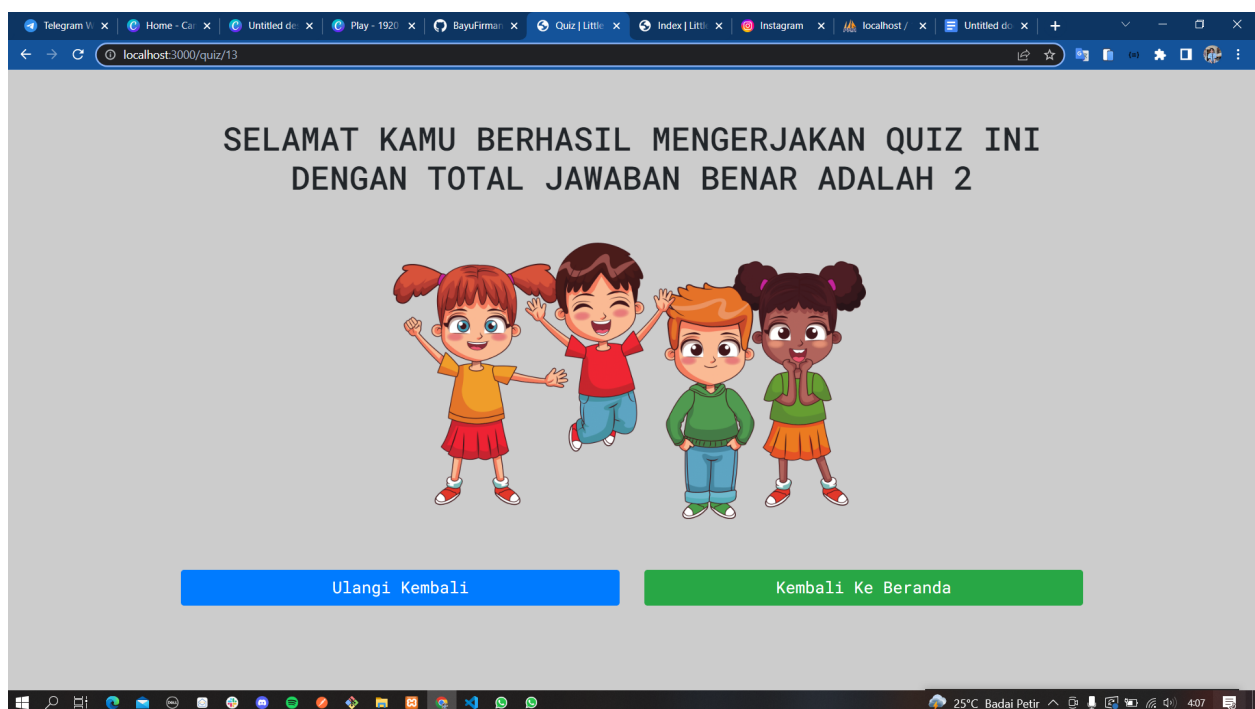 Telegram W
Home - Can
Untitled de
Play - 1920
BayuFirman
Quiz | Little
Index | Littl
Instagram
localhost /
Untitled do
localhost:3000/quiz/13
SELAMAT KAMU BERHASIL MENGERJAKAN QUIZ INI
DENGAN TOTAL JAWABAN BENAR ADALAH 2
Ulangi Kembali
Kembali Ke Beranda
25°C Badai Petir
4:07